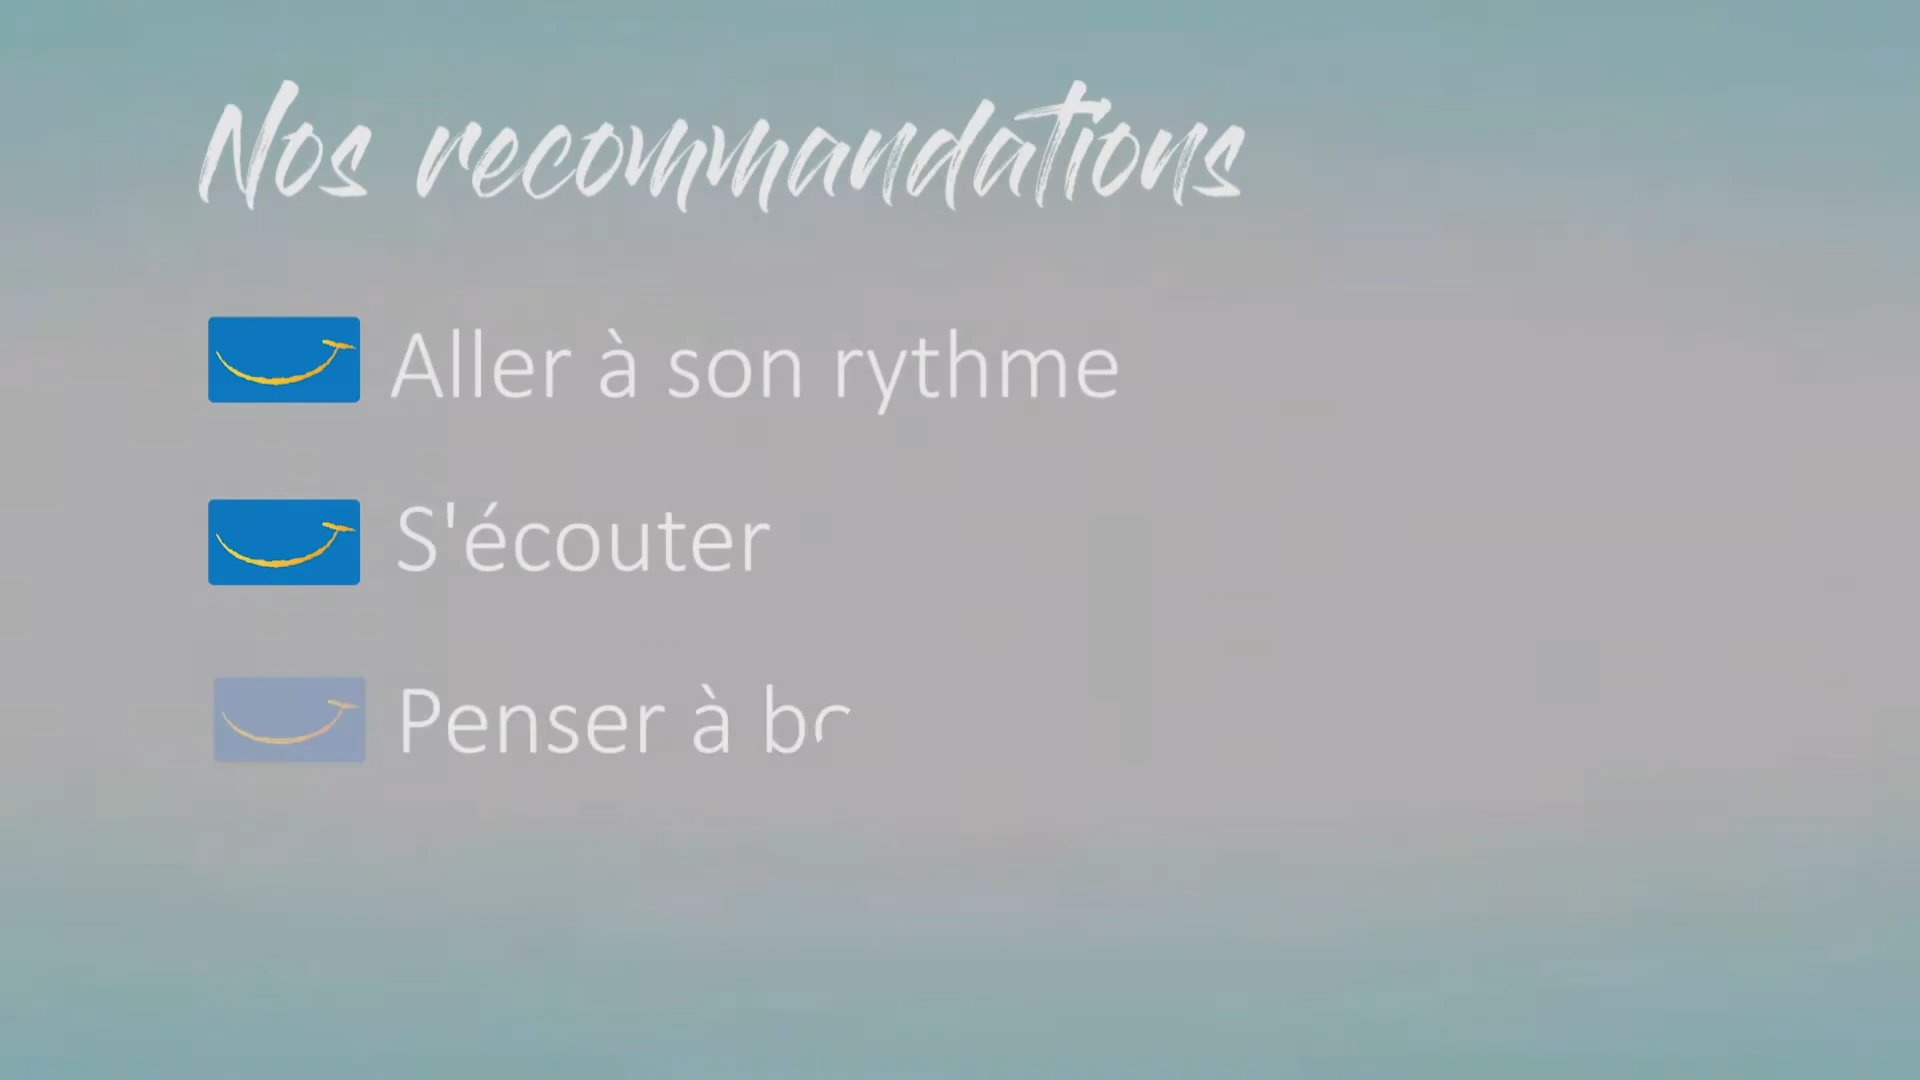 Nos recommandations
Aller à son rythme
S'écouter
Penser à